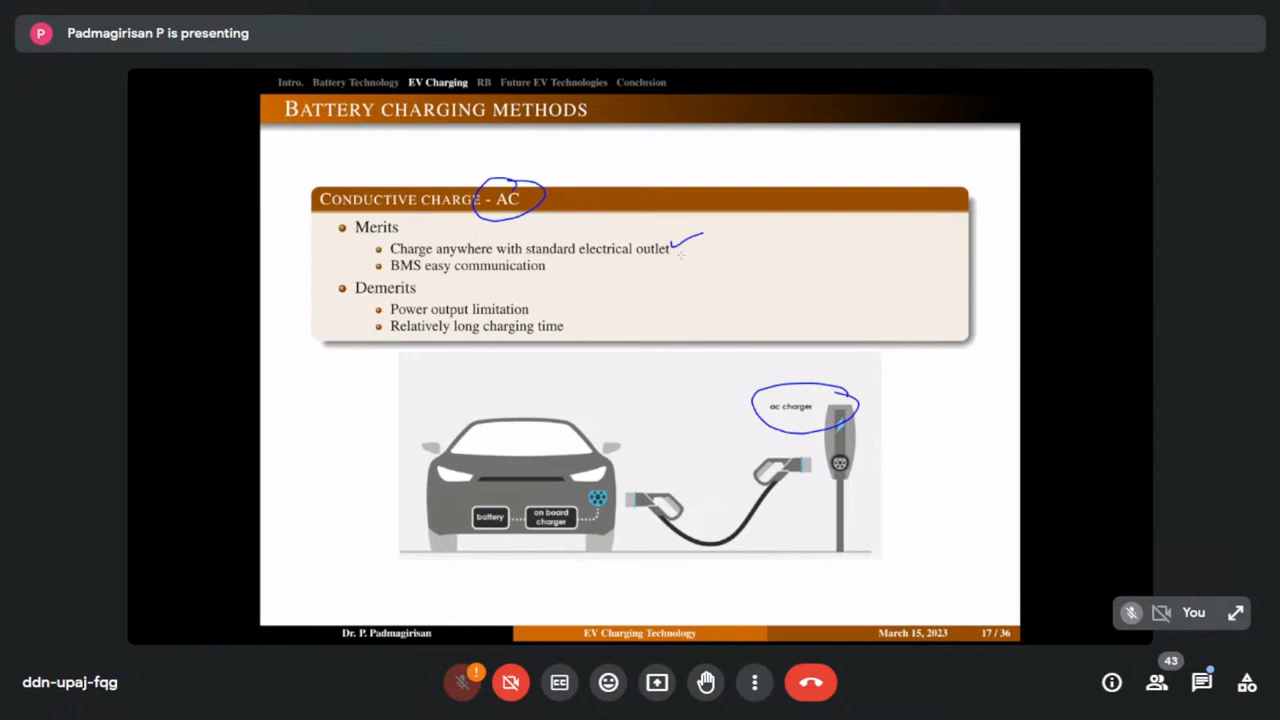 P Padmagirisan P is presenting
Intro. Battery Technology EV Charging RB Future EV Technologies Conclusion
BATTERY CHARGING METHODS
CONDUCTIVE CHARGE - AC
Merits
Charge anywhere with standard electrical outlet
BMS easy communication
Demerits
Power output limitation
Relatively long charging time
ac charger
battery
on board
charger
Dr. P. Padmagirisan EV Charging Technology March 15, 2023 17 / 36
You
ddn-upaj-fqg
!
CC
43